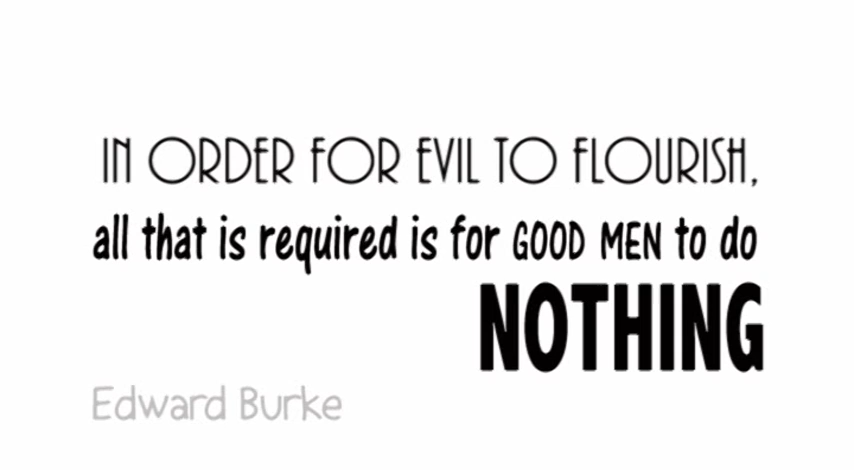 IN ORDER FOR EVIL TO FLOURISH,
all that is required is for GOOD MEN to do
NOTHING
Edward Burke